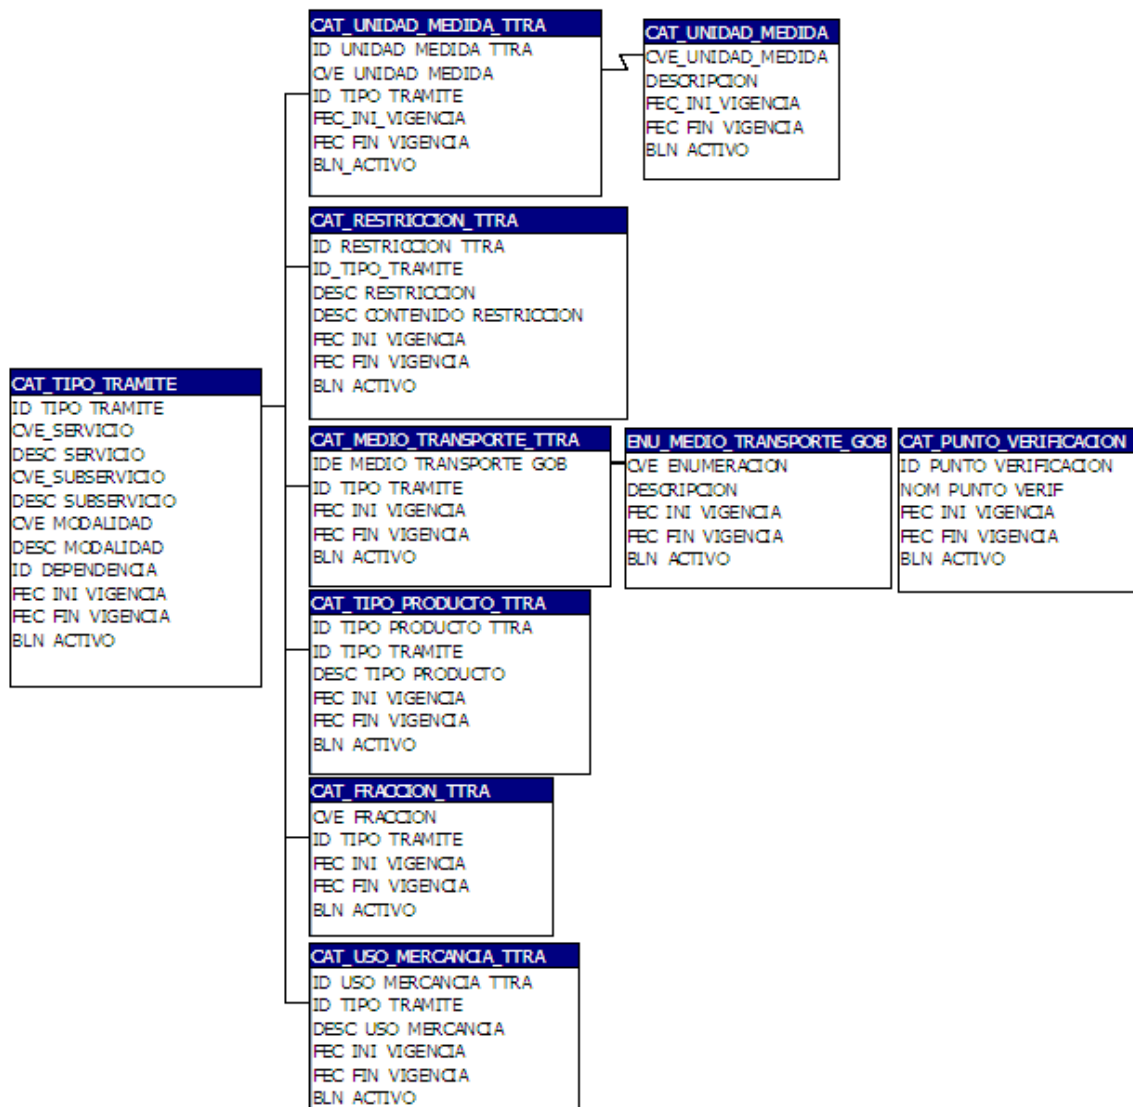 CAT_UNIDAD_MEDIDA_TTRA
ID UNIDAD MEDIDA TTRA
CVE UNIDAD MEDIDA
ID TIPO TRAMITE
FEC_INI_VIGENCIA
FEC FIN VIGENCIA
BLN_ACTIVO
CAT_UNIDAD_MEDIDA
CVE_UNIDAD_MEDIDA
DESCRIPCION
FEC_INI_VIGENCIA
FEC FIN VIGENCIA
BLN ACTIVO
CAT_RESTRICCION_TTRA
ID RESTRICCION TTRA
ID_TIPO_TRAMITE
DESC RESTRICCION
DESC CONTENIDO RESTRICCION
FEC INI VIGENCIA
FEC FIN VIGENCIA
BLN ACTIVO
CAT_TIPO_TRAMITE
ID TIPO TRAMITE
CVE_SERVICIO
DESC SERVICIO
CVE_SUBSERVICIO
DESC SUBSERVICIO
CVE MODALIDAD
DESC MODALIDAD
ID DEPENDENCIA
FEC INI VIGENCIA
FEC FIN VIGENCIA
BLN ACTIVO
CAT_MEDIO_TRANSPORTE_TTRA
IDE MEDIO TRANSPORTE GOB
ID TIPO TRAMITE
FEC INI VIGENCIA
FEC FIN VIGENCIA
BLN ACTIVO
ENU_MEDIO_TRANSPORTE_GOB
CVE ENUMERACION
DESCRIPCION
FEC INI VIGENCIA
FEC FIN VIGENCIA
BLN ACTIVO
CAT_PUNTO_VERIFICACION
ID PUNTO VERIFICACION
NOM PUNTO VERIF
FEC INI VIGENCIA
FEC FIN VIGENCIA
BLN ACTIVO
CAT_TIPO_PRODUCTO_TTRA
ID TIPO PRODUCTO TTRA
ID TIPO TRAMITE
DESC TIPO PRODUCTO
FEC INI VIGENCIA
FEC FIN VIGENCIA
BLN ACTIVO
CAT_FRACCION_TTRA
CVE FRACCION
ID TIPO TRAMITE
FEC INI VIGENCIA
FEC FIN VIGENCIA
BLN ACTIVO
CAT_USO_MERCANCIA_TTRA
ID USO MERCANCIA TTRA
ID TIPO TRAMITE
DESC USO MERCANCIA
FEC INI VIGENCIA
FEC FIN VIGENCIA
BLN ACTIVO